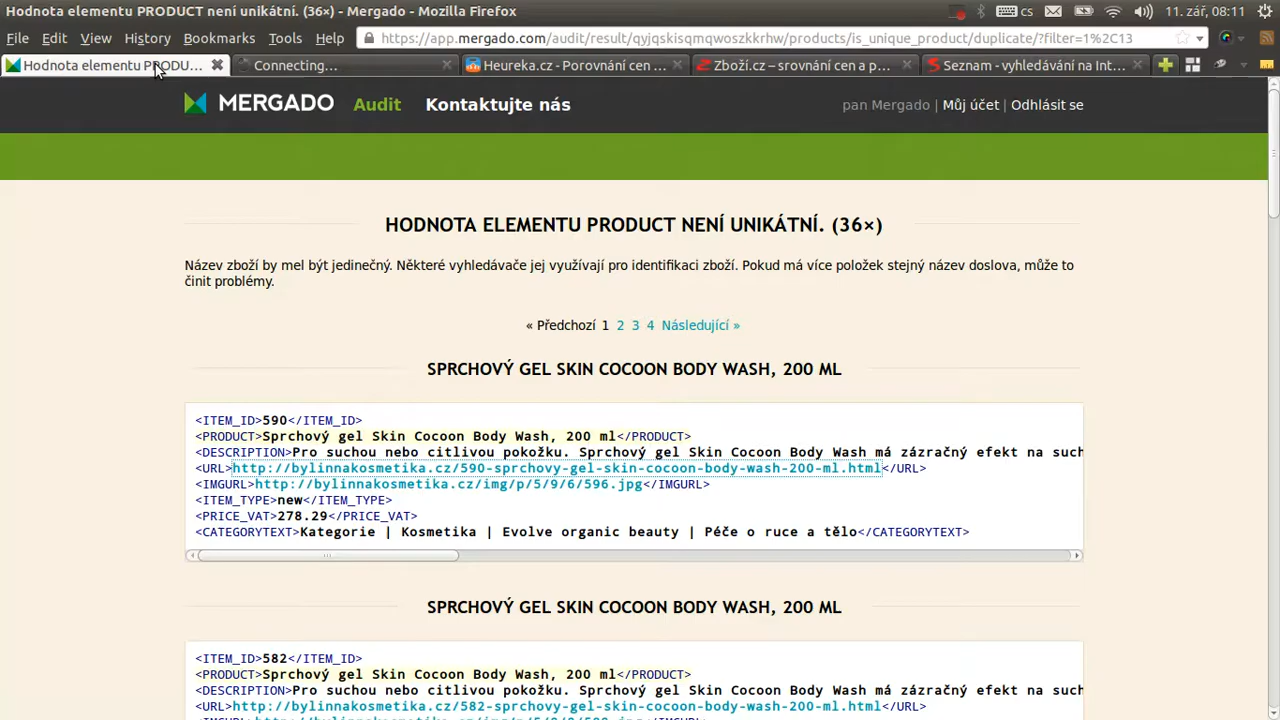 Hodnota elementu PRODUCT není unikátní. (36×) - Mergado - Mozilla Firefox
cs
11. zář, 08:11
File Edit View History Bookmarks Tools Help
https://app.mergado.com/audit/result/qyjqskisqmqwoszkkrhw/products/is_unique_product/duplicate/?filter=1%2C13
Hodnota elementu PRODU...
Connecting...
Heureka.cz - Porovnání cen ...
Zboží.cz – srovnání cen a p...
Seznam - vyhledávání na Int...
MERGADO Audit Kontaktujte nás
pan Mergado | Můj účet | Odhlásit se
HODNOTA ELEMENTU PRODUCT NENÍ UNIKÁTNÍ. (36×)
Název zboží by mel být jedinečný. Některé vyhledávače jej využívají pro identifikaci zboží. Pokud má více položek stejný název doslova, může to
činit problémy.
« Předchozí 1 2 3 4 Následující »
SPRCHOVÝ GEL SKIN COCOON BODY WASH, 200 ML
<ITEM_ID>590</ITEM_ID>
<PRODUCT>Sprchový gel Skin Cocoon Body Wash, 200 ml</PRODUCT>
<DESCRIPTION>Pro suchou nebo citlivou pokožku. Sprchový gel Skin Cocoon Body Wash má zázračný efekt na such
<URL>http://bylinnakosmetika.cz/590-sprchovy-gel-skin-cocoon-body-wash-200-ml.html</URL>
<IMGURL>http://bylinnakosmetika.cz/img/p/5/9/6/596.jpg</IMGURL>
<ITEM_TYPE>new</ITEM_TYPE>
<PRICE_VAT>278.29</PRICE_VAT>
<CATEGORYTEXT>Kategorie | Kosmetika | Evolve organic beauty | Péče o ruce a tělo</CATEGORYTEXT>
SPRCHOVÝ GEL SKIN COCOON BODY WASH, 200 ML
<ITEM_ID>582</ITEM_ID>
<PRODUCT>Sprchový gel Skin Cocoon Body Wash, 200 ml</PRODUCT>
<DESCRIPTION>Pro suchou nebo citlivou pokožku. Sprchový gel Skin Cocoon Body Wash má zázračný efekt na such
<URL>http://bylinnakosmetika.cz/582-sprchovy-gel-skin-cocoon-body-wash-200-ml.html</URL>